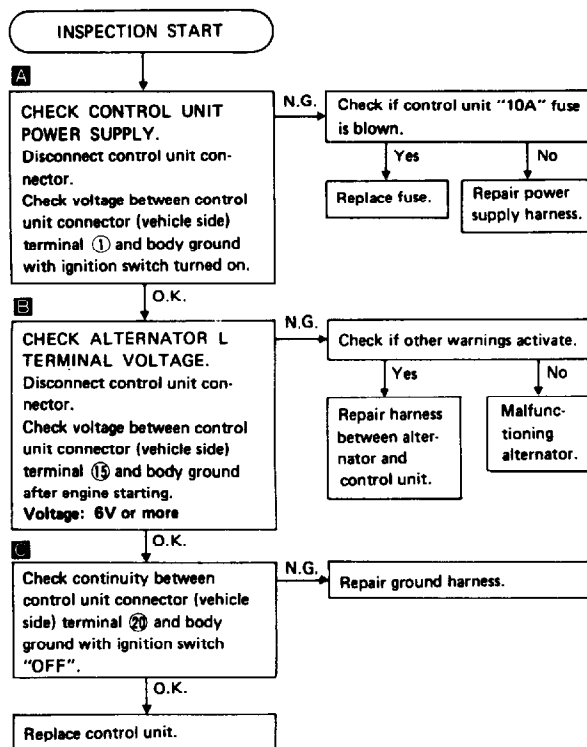 INSPECTION START
A
CHECK CONTROL UNIT
POWER SUPPLY.
Disconnect control unit con-
nector.
Check voltage between control
unit connector (vehicle side)
terminal ① and body ground
with ignition switch turned on.
N.G.
Check if control unit "10A" fuse
is blown.
Yes
No
Replace fuse.
Repair power
supply harness.
O.K.
B
CHECK ALTERNATOR L
TERMINAL VOLTAGE.
Disconnect control unit con-
nector.
Check voltage between control
unit connector (vehicle side)
terminal ⑮ and body ground
after engine starting.
Voltage: 6V or more
N.G.
Check if other warnings activate.
Yes
No
Repair harness
between alter-
nator and
control unit.
Malfunc-
tioning
alternator.
O.K.
C
Check continuity between
control unit connector (vehicle
side) terminal ⑳ and body
ground with ignition switch
"OFF".
N.G.
Repair ground harness.
O.K.
Replace control unit.